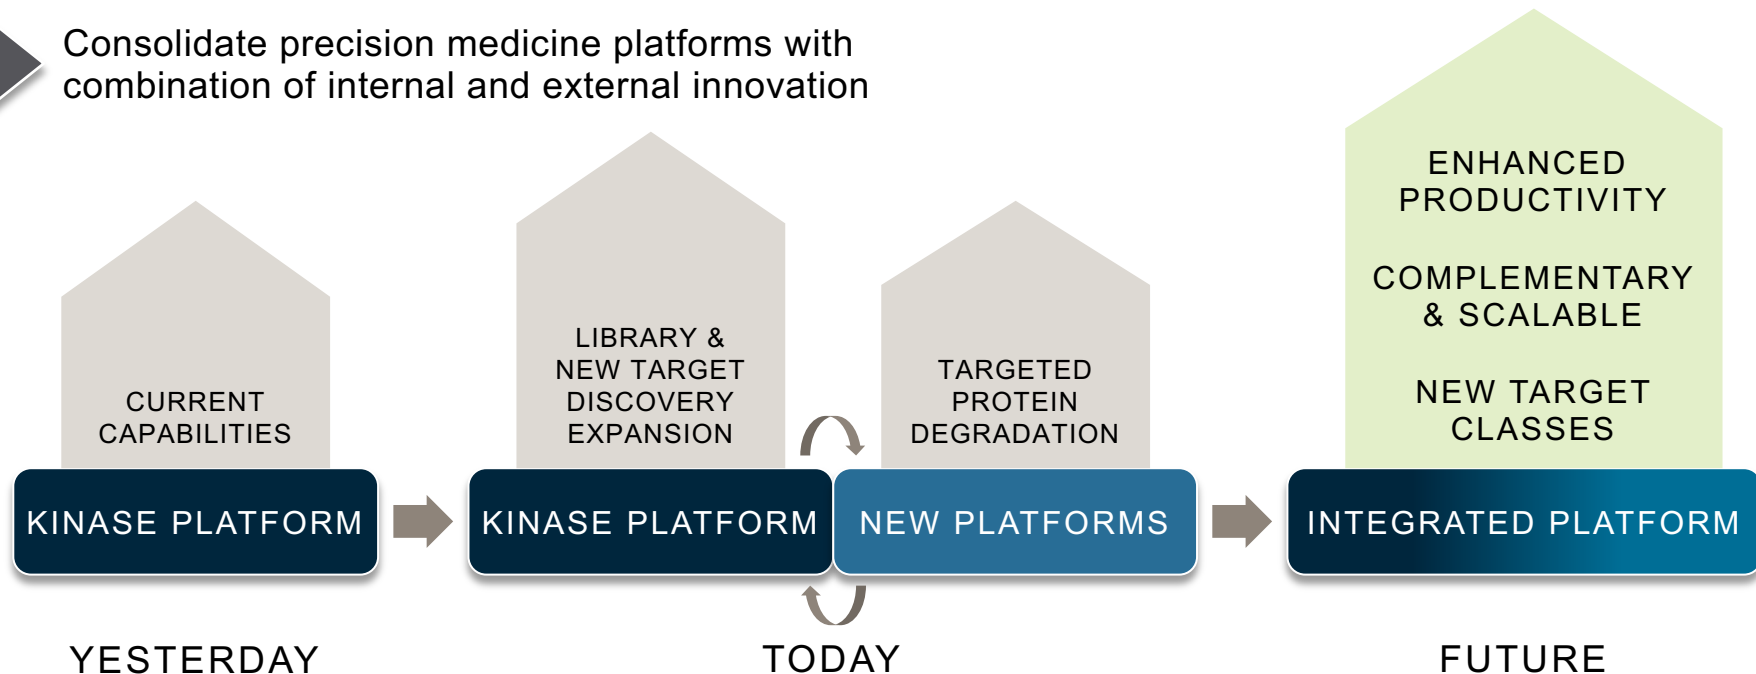 Consolidate precision medicine platforms with
combination of internal and external innovation
CURRENT
CAPABILITIES
KINASE PLATFORM
YESTERDAY
LIBRARY &
NEW TARGET
DISCOVERY
EXPANSION
KINASE PLATFORM
TARGETED
PROTEIN
DEGRADATION
NEW PLATFORMS
TODAY
ENHANCED
PRODUCTIVITY
COMPLEMENTARY
& SCALABLE
NEW TARGET
CLASSES
INTEGRATED PLATFORM
FUTURE